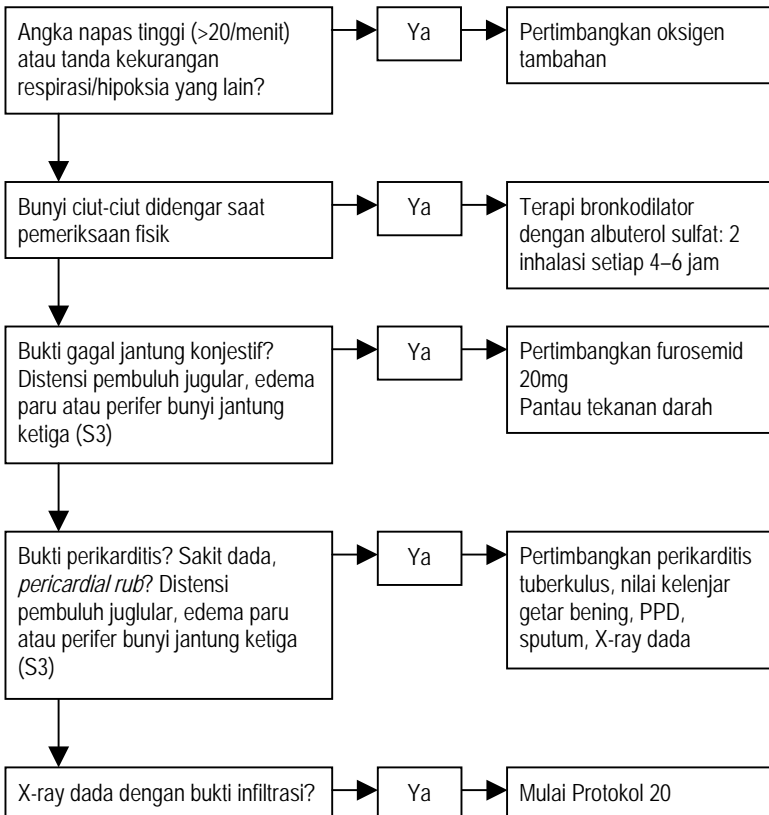 Angka napas tinggi (>20/menit)
atau tanda kekurangan
respirasi/hipoksia yang lain?
Ya
Pertimbangkan oksigen
tambahan
Bunyi ciut-ciut didengar saat
pemeriksaan fisik
Ya
Terapi bronkodilator
dengan albuterol sulfat: 2
inhalasi setiap 4–6 jam
Bukti gagal jantung konjestif?
Distensi pembuluh jugular, edema
paru atau perifer bunyi jantung
ketiga (S3)
Ya
Pertimbangkan furosemid
20mg
Pantau tekanan darah
Bukti perikarditis? Sakit dada,
pericardial rub? Distensi
pembuluh juglular, edema paru
atau perifer bunyi jantung ketiga
(S3)
Ya
Pertimbangkan perikarditis
tuberkulus, nilai kelenjar
getar bening, PPD,
sputum, X-ray dada
X-ray dada dengan bukti infiltrasi?
Ya
Mulai Protokol 20